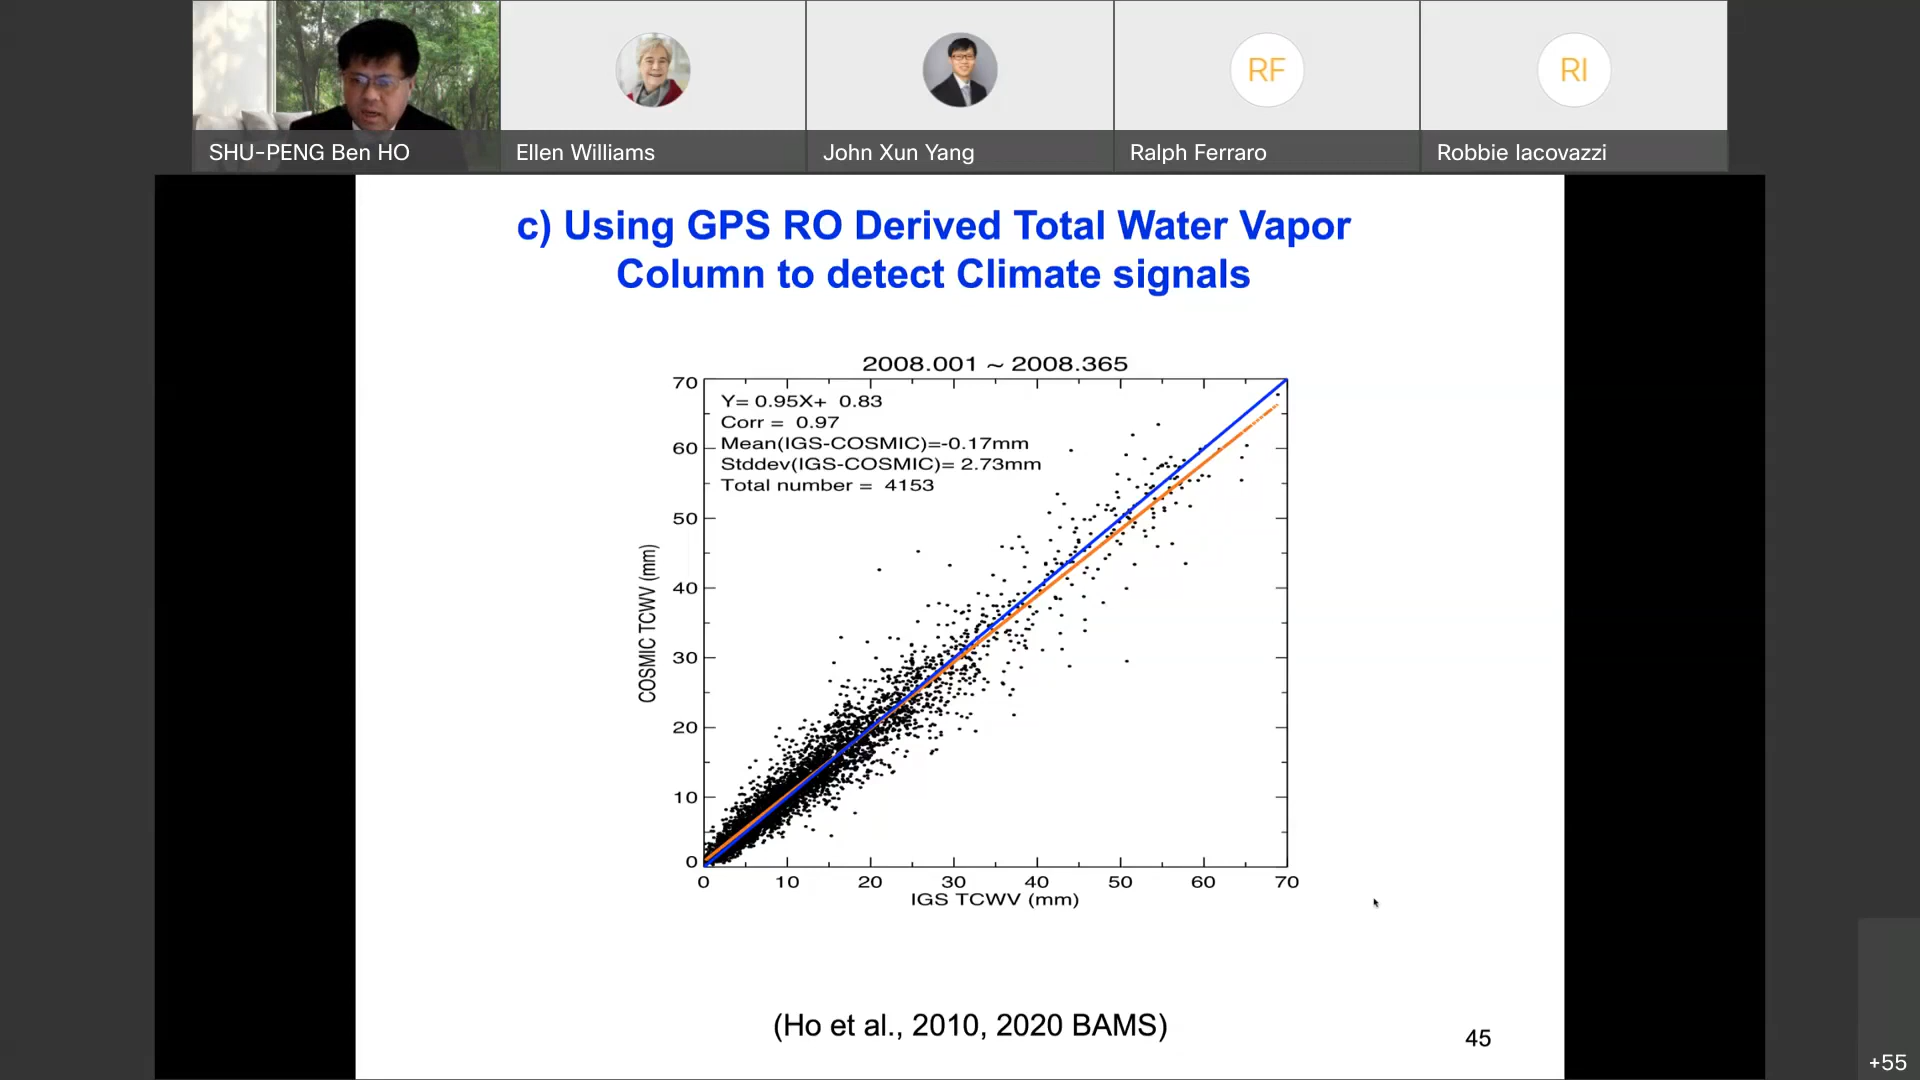 RF
RI
SHU-PENG Ben HO
Ellen Williams
John Xun Yang
Ralph Ferraro
Robbie Iacovazzi
c) Using GPS RO Derived Total Water Vapor
Column to detect Climate signals
2008.001 ~ 2008.365
Y= 0.95X+ 0.83
Corr = 0.97
Mean(IGS-COSMIC)=-0.17mm
Stddev(IGS-COSMIC)= 2.73mm
Total number = 4153
70
60
50
40
30
20
10
0
COSMIC TCWV (mm)
0 10 20 30 40 50 60 70
IGS TCWV (mm)
(Ho et al., 2010, 2020 BAMS)
45
+55